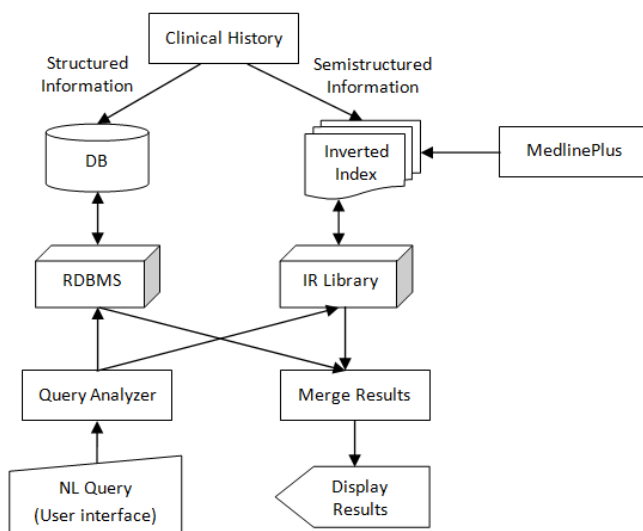 Clinical History
Structured
Information
Semistructured
Information
DB
Inverted
Index
MedlinePlus
RDBMS
IR Library
Query Analyzer
Merge Results
NL Query
(User interface)
Display
Results